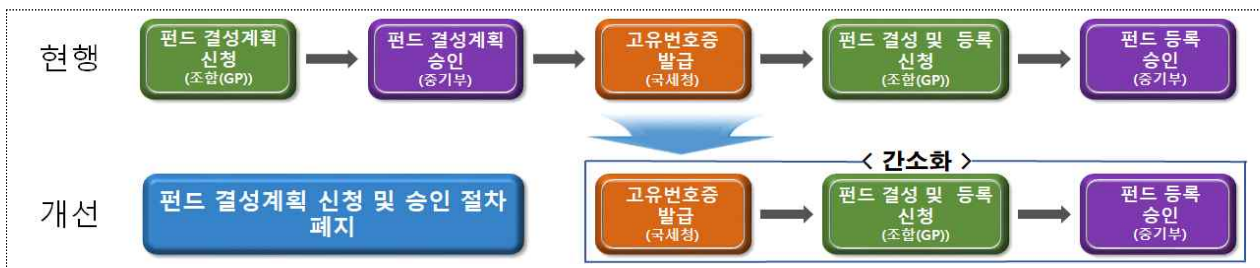 현행
펀드 결성계획
신청
(조합(GP))
펀드 결성계획
승인
(중기부)
고유번호증
발급
(국세청)
펀드 결성 및 등록
신청
(조합(GP))
펀드 등록
승인
(중기부)
< 간소화 >
개선
펀드 결성계획 신청 및 승인 절차
폐지
고유번호증
발급
(국세청)
펀드 결성 및 등록
신청
(조합(GP))
펀드 등록
승인
(중기부)